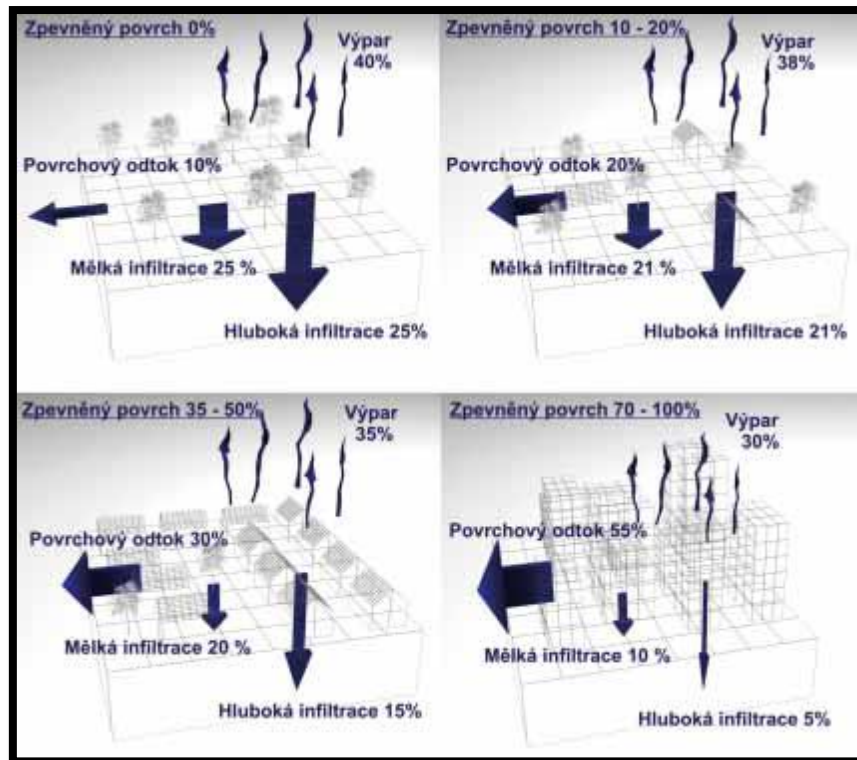 Zpevněný povrch 0%
Výpar
40%
Povrchový odtok 10%
Mělká infiltrace 25 %
Hluboká infiltrace 25%
Zpevněný povrch 10 - 20%
Výpar
38%
Povrchový odtok 20%
Mělká infiltrace 21 %
Hluboká infiltrace 21%
Zpevněný povrch 35 - 50%
Výpar
35%
Povrchový odtok 30%
Mělká infiltrace 20 %
Hluboká infiltrace 15%
Zpevněný povrch 70 - 100%
Výpar
30%
Povrchový odtok 55%
Mělká infiltrace 10 %
Hluboká infiltrace 5%